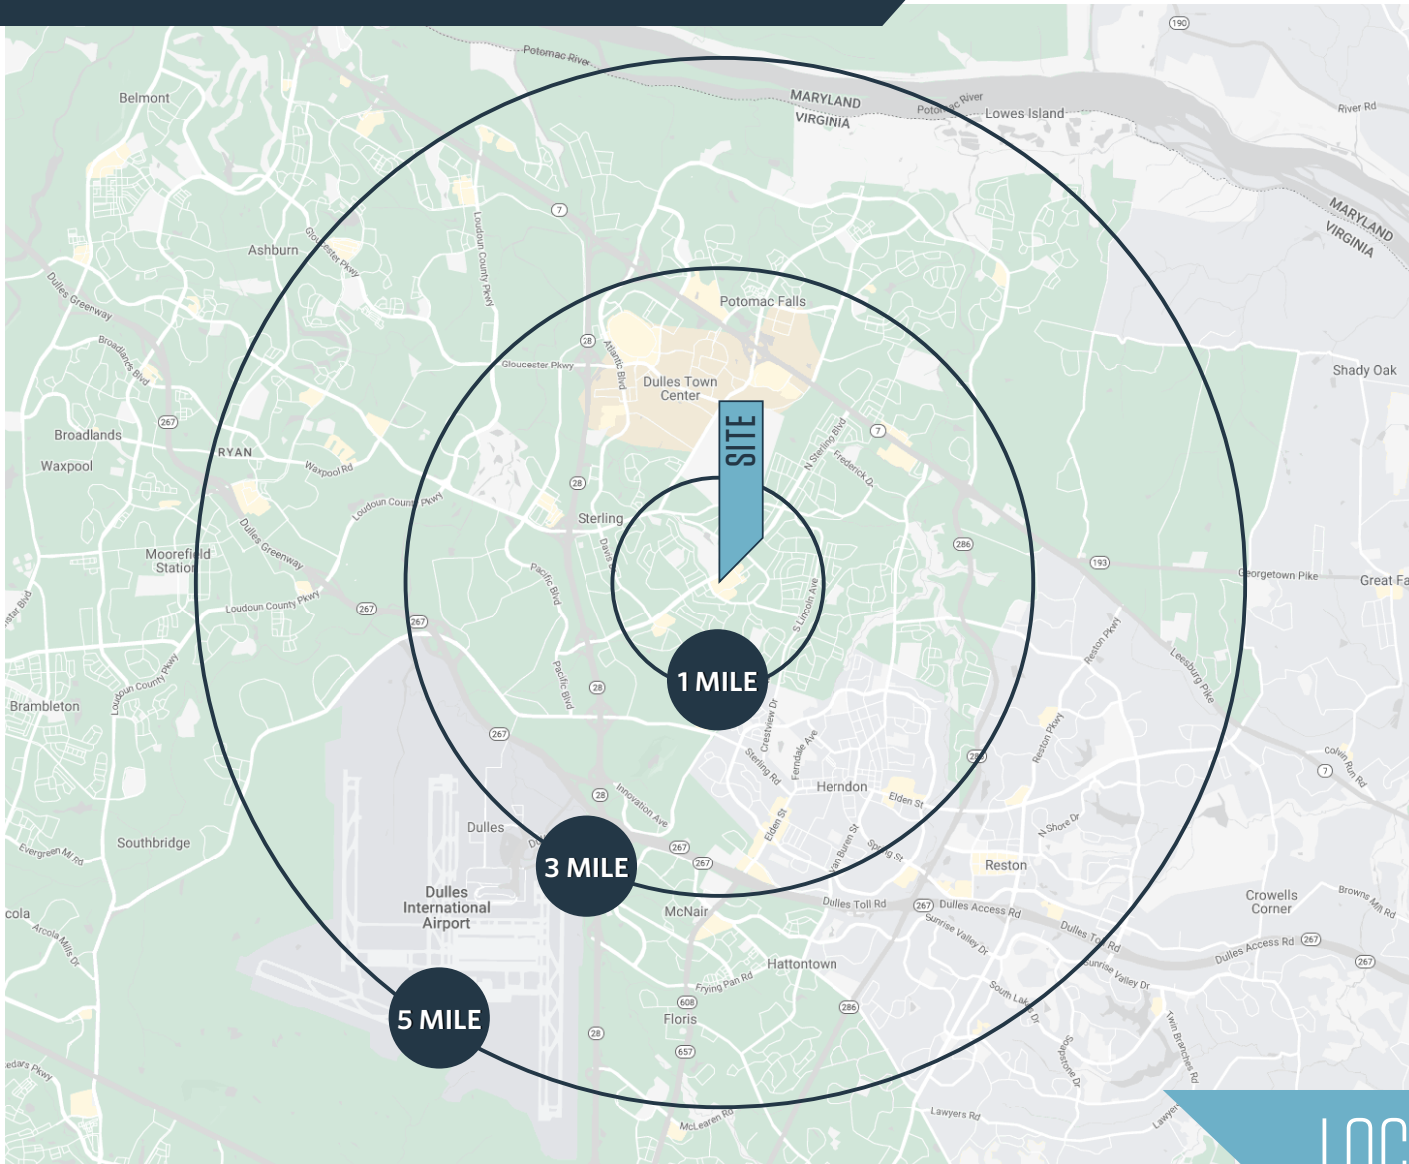 190
Potomac River
MARYLAND
VIRGINIA
Potomac River
Lowes Island
River Rd
Belmont
MARYLAND
VIRGINIA
7
Loudoun County Pkwy
Ashburn
Gloucester Pkwy
Dulles Greenway
Potomac Falls
28
Atlantic Blvd
Broadlands Blvd
Gloucester Pkwy
Dulles Town
Center
Shady Oak
SITE
267
Broadlands
RYAN
Waxpool
Waxpool Rd
N Sterling Blvd
7
Frederick Dr
28
Loudoun County Pkwy
Sterling
Dulles Greenway
286
Moorefield
Station
Pacific Blvd
193
Georgetown Pike
S Lincoln Ave
Loudoun County Pkwy
267
267
Reston Pkwy
Leesburg Pike
Loudoun County Pkwy
Pacific Blvd
28
1 MILE
Brambleton
267
Crestview Dr
Ferndale Ave
Sterling Rd
Reston Pkwy
Colvin Run Rd
7
28
Innovation Ave
Herndon
Elden St
Elden St
Dulles
N Shore Dr
Van Buren St
Spring St
Southbridge
Evergreen Mill Rd
267
267
3 MILE
Reston
Dulles
International
Airport
McNair
Dulles Toll Rd
267
Dulles Access Rd
Crowells
Corner
Browns Mill Rd
Arcola Mills Dr
Sunrise Valley Dr
Dulles Toll Rd
Dulles Access Rd
267
267
Hattontown
Frying Pan Rd
Sunrise Valley Dr
South Lakes Dr
608
286
Floris
5 MILE
28
657
Soapstone Dr
Twin Branches Rd
McLearen Rd
Lawyers Rd
LOC